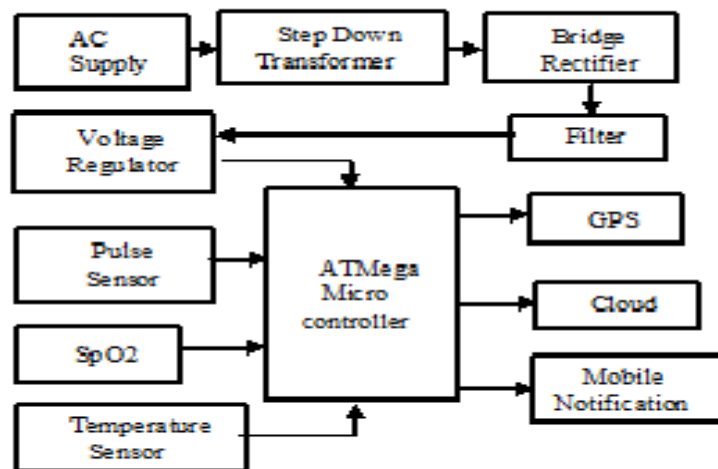 AC
Supply
Step Down
Transformer
Bridge
Rectifier
Voltage
Regulator
Filter
Pulse
Sensor
ATMega
Micro
controller
GPS
SpO2
Cloud
Temperature
Sensor
Mobile
Notification